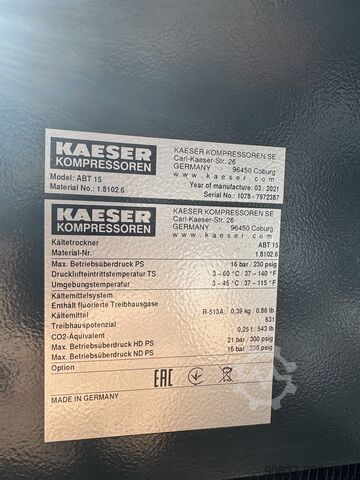 KAESER
KOMPRESSOREN
KAESER KOMPRESSOREN SE
Carl-Kaeser-Str. 26
GERMANY - 96450 Coburg
www.kaeser.com
Model: ABT 15
Year of manufacture: 03.2021
Material No.: 1.8102.6
Serial No.: 1078 - 7972387
KAESER
KOMPRESSOREN
KAESER KOMPRESSOREN SE
Carl-Kaeser-Str. 26
GERMANY - 96450 Coburg
www.kaeser.com
Kältetrockner ABT 15
Material-Nr. 1.8102.6
Max. Betriebsüberdruck PS 16 bar / 230 psig
Drucklufteintrittstemperatur TS 3 – 60 °C / 37 – 140 °F
Umgebungstemperatur 3 – 45 °C / 37 – 115 °F
Kältemittelsystem
Enthält fluorierte Treibhausgase
Kältemittel R-513A: / 0,39 kg / 0.86 lb
Treibhauspotenzial 631
CO2-Äquivalent 0,25 t / 543 lb
Max. Betriebsüberdruck HD PS 21 bar / 300 psig
Max. Betriebsüberdruck ND PS 16 bar / 230 psig
Option
EAC CE
MADE IN GERMANY